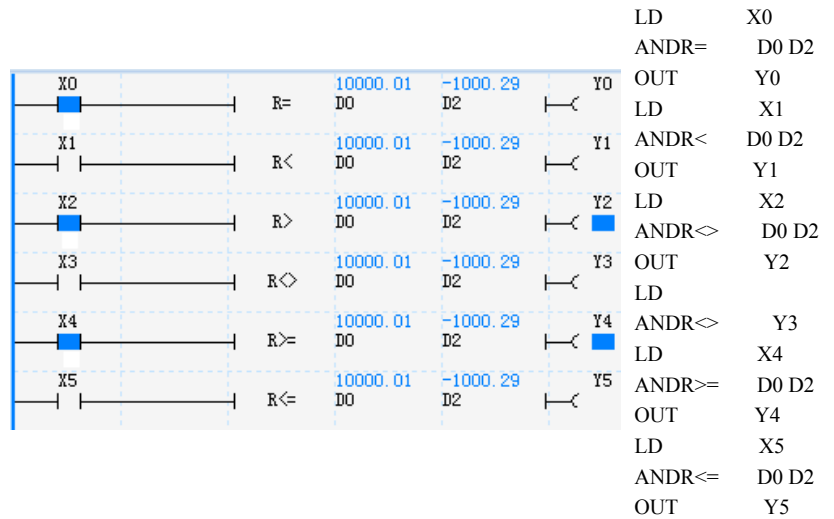 X0 10000.01 -1000.29 Y0
R= D0 D2
X1 10000.01 -1000.29 Y1
R< D0 D2
X2 10000.01 -1000.29 Y2
R> D0 D2
X3 10000.01 -1000.29 Y3
R<> D0 D2
X4 10000.01 -1000.29 Y4
R>= D0 D2
X5 10000.01 -1000.29 Y5
R<= D0 D2
LD X0
ANDR= D0 D2
OUT Y0
LD X1
ANDR< D0 D2
OUT Y1
LD X2
ANDR<> D0 D2
OUT Y2
LD
ANDR<> Y3
LD X4
ANDR>= D0 D2
OUT Y4
LD X5
ANDR<= D0 D2
OUT Y5